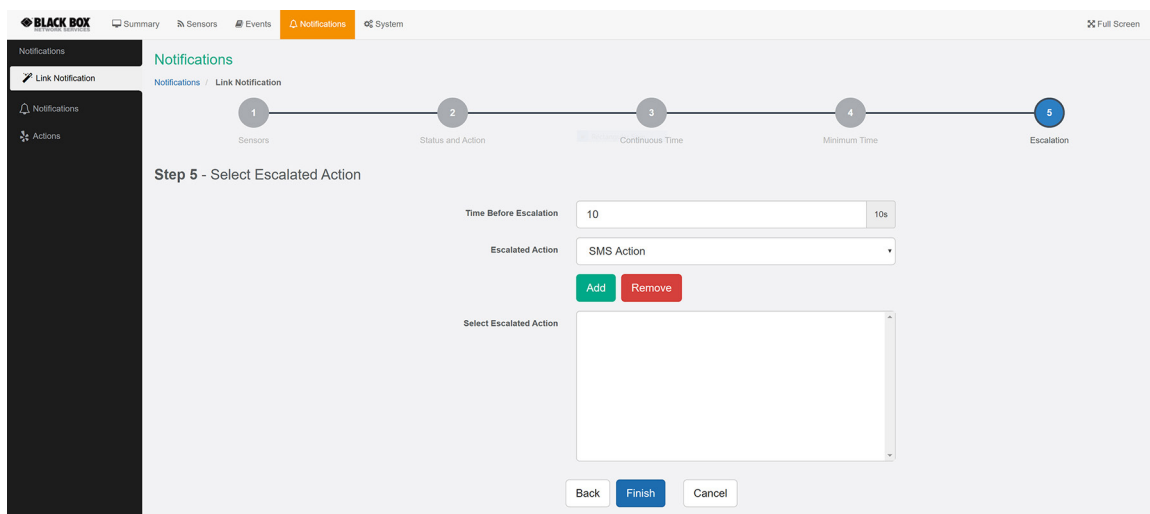 BLACK BOX
NETWORK SERVICES
Summary
Sensors
Events
Notifications
System
Full Screen
Notifications
Link Notification
Notifications
Actions
Notifications
Notifications / Link Notification
1
2
3
4
5
Sensors
Status and Action
Continuous Time
Minimum Time
Escalation
Step 5 - Select Escalated Action
Time Before Escalation
10
10s
Escalated Action
SMS Action
Add
Remove
Select Escalated Action
Back
Finish
Cancel